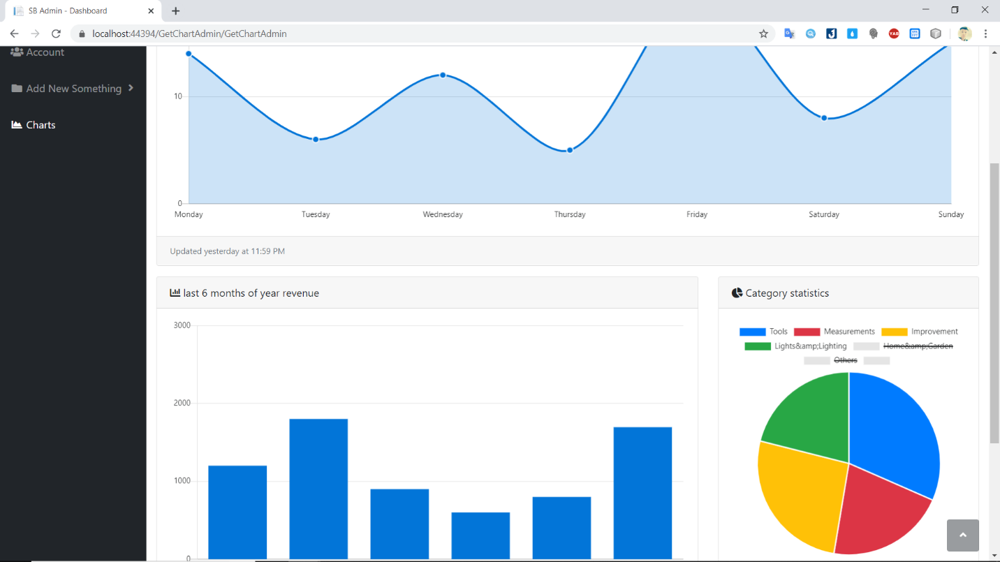 SB Admin - Dashboard
localhost:44394/GetChartAdmin/GetChartAdmin
YAB
Account
Add New Something
Charts
10
0
Monday Tuesday Wednesday Thursday Friday Saturday Sunday
Updated yesterday at 11:59 PM
last 6 months of year revenue
3000
2000
1000
0
Category statistics
Tools Measurements Improvement
Lights&amp;Lighting Home&amp;Garden
Others